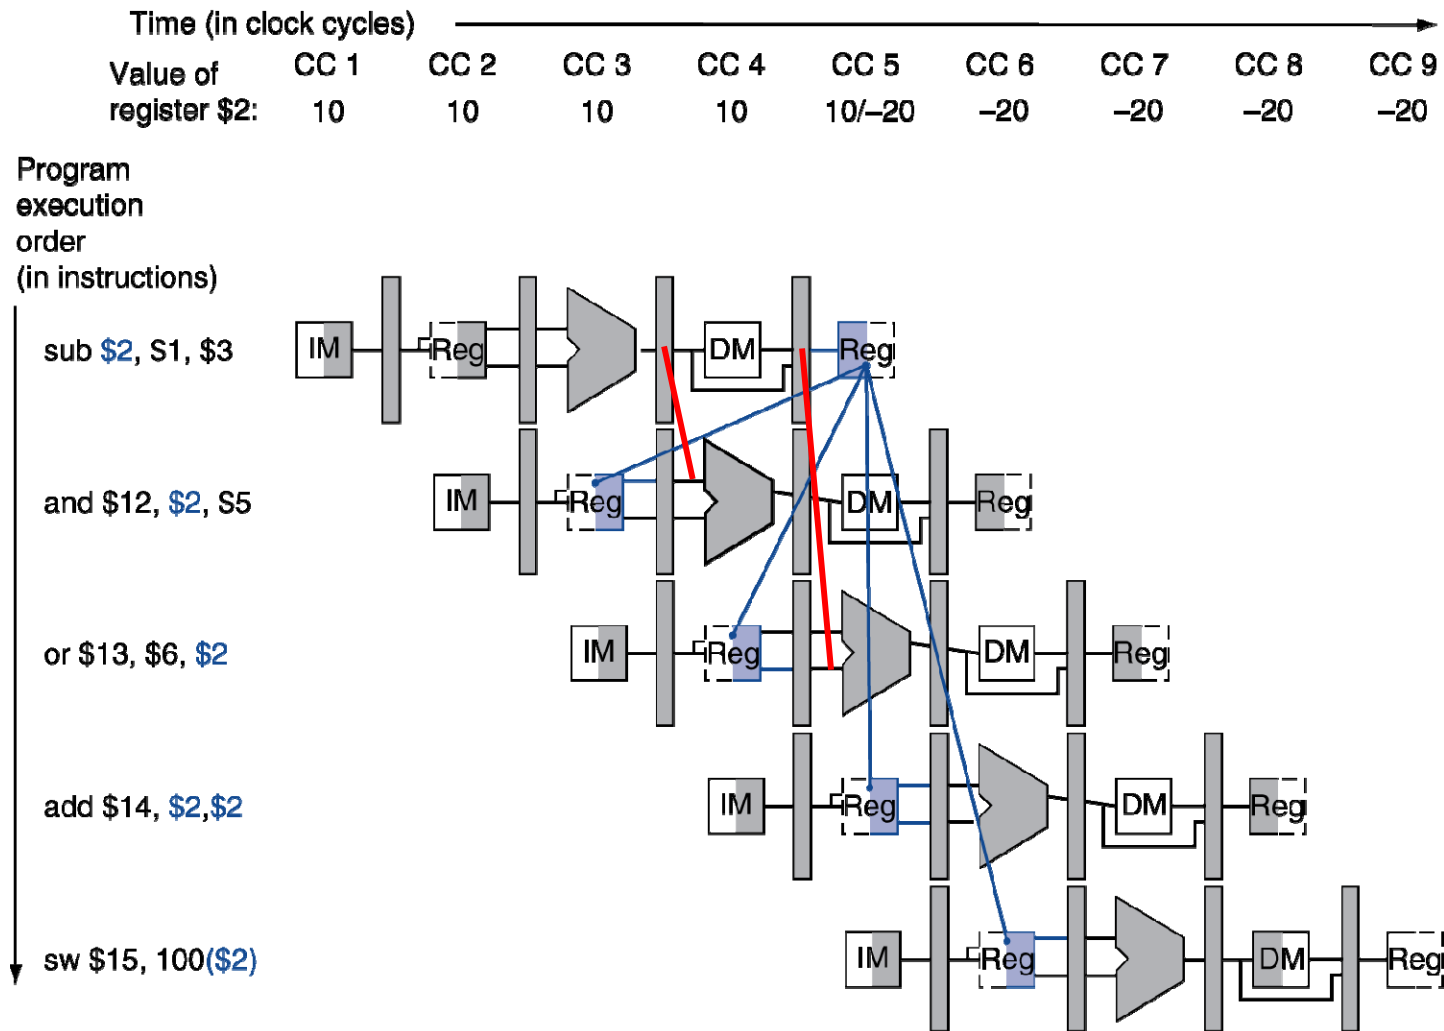 Time (in clock cycles)
Value of register $2:
CC 1 CC 2 CC 3 CC 4 CC 5 CC 6 CC 7 CC 8 CC 9
10 10 10 10 10/–20 –20 –20 –20 –20
Program
execution
order
(in instructions)
sub $2, S1, $3
IM Reg DM Reg
and $12, $2, S5
IM Reg DM Reg
or $13, $6, $2
IM Reg DM Reg
add $14, $2,$2
IM Reg DM Reg
sw $15, 100($2)
IM Reg DM Reg